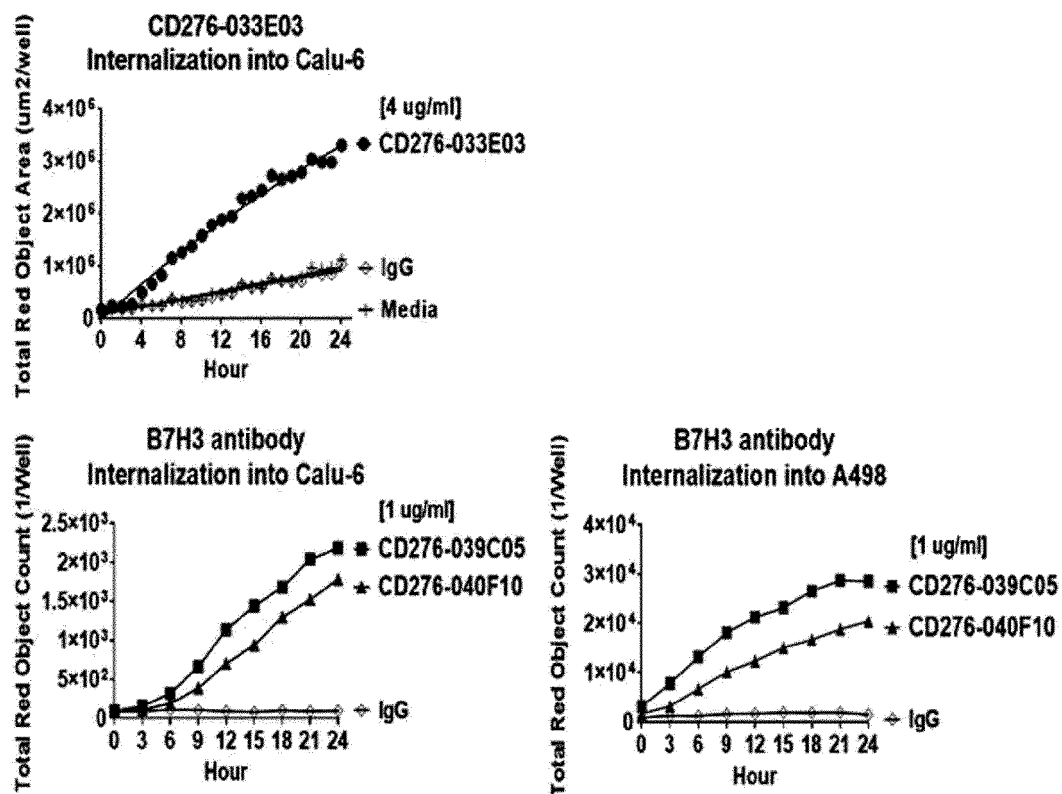 CD276-033E03
Internalization into Calu-6
Total Red Object Area (um2/well)
4×10⁶
3×10⁶
2×10⁶
1×10⁶
0
0 4 8 12 16 20 24
Hour
[4 ug/ml]
CD276-033E03
IgG
Media
B7H3 antibody
Internalization into Calu-6
Total Red Object Count (1/Well)
2.5×10³
2×10³
1.5×10³
1×10³
5×10²
0
0 3 6 9 12 15 18 21 24
Hour
[1 ug/ml]
CD276-039C05
CD276-040F10
IgG
B7H3 antibody
Internalization into A498
Total Red Object Count (1/Well)
4×10⁴
3×10⁴
2×10⁴
1×10⁴
0
0 3 6 9 12 15 18 21 24
Hour
[1 ug/ml]
CD276-039C05
CD276-040F10
IgG